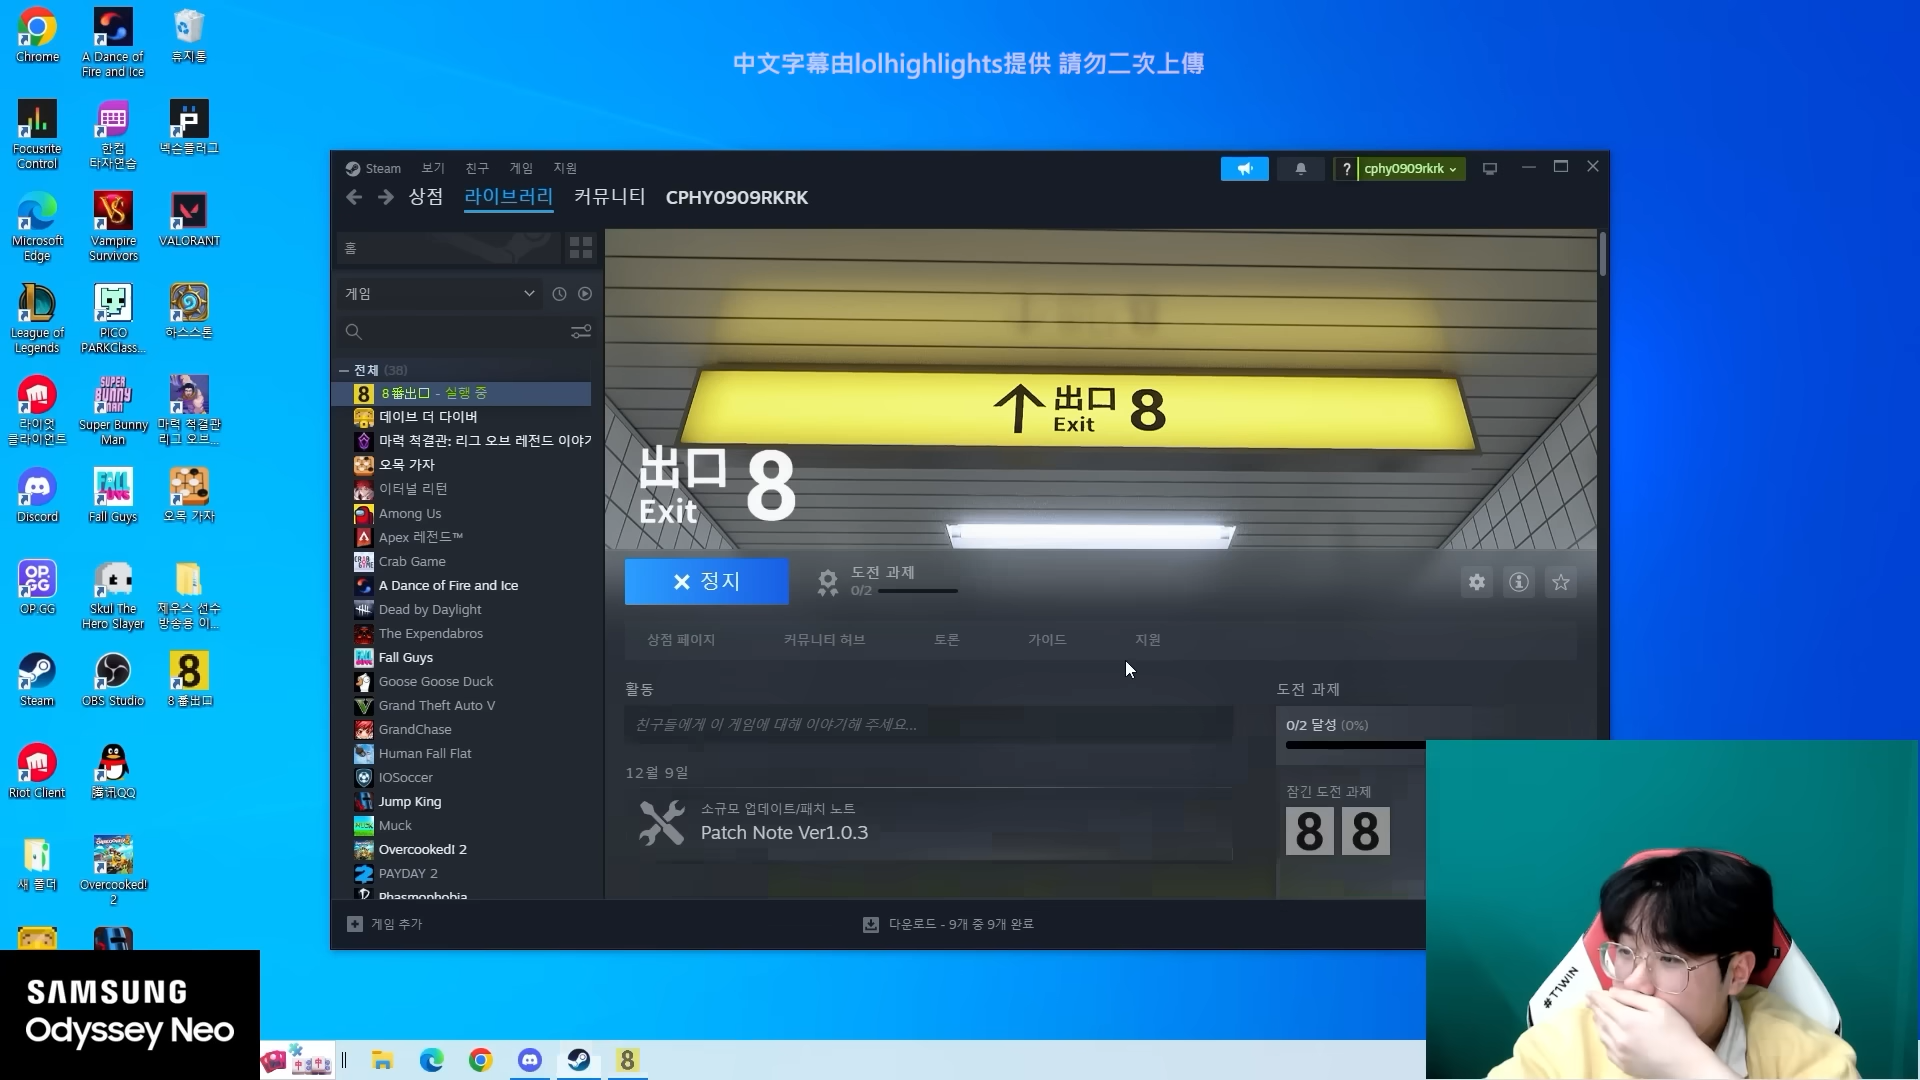 中文字幕由lolhighlights提供 請勿二次上傳
Chrome
A Dance of
Fire and Ice
휴지통
Focusrite
Control
한컴
타자연습
넥슨플러그
Microsoft
Edge
Vampire
Survivors
VALORANT
League of
Legends
PICO
PARKClass...
하스스톤
라이엇
클라이언트
Super Bunny
Man
마력 척결관
리그 오브...
Discord
Fall Guys
오목 가자
OP.GG
Skul The
Hero Slayer
제우스 선수
방송용 이...
Steam
OBS Studio
8番出口
Riot Client
腾讯QQ
새 폴더
Overcooked!
2
SAMSUNG
Odyssey Neo
Steam
보기
친구
게임
지원
cphy0909rkrk
상점
라이브러리
커뮤니티
CPHY0909RKRK
홈
게임
전체 (38)
8番出口 - 실행 중
데이브 더 다이버
마력 척결관: 리그 오브 레전드 이야기
오목 가자
이터널 리턴
Among Us
Apex 레전드™
Crab Game
A Dance of Fire and Ice
Dead by Daylight
The Expendabros
Fall Guys
Goose Goose Duck
Grand Theft Auto V
GrandChase
Human Fall Flat
IOSoccer
Jump King
Muck
Overcooked! 2
PAYDAY 2
Phasmophobia
게임 추가
出口
Exit
8
出口
Exit
8
정지
도전 과제
0/2
상점 페이지
커뮤니티 허브
토론
가이드
지원
활동
친구들에게 이 게임에 대해 이야기해 주세요...
12월 9일
소규모 업데이트/패치 노트
Patch Note Ver1.0.3
도전 과제
0/2 달성 (0%)
잠긴 도전 과제
8
8
다운로드 - 9개 중 9개 완료
#T1WIN